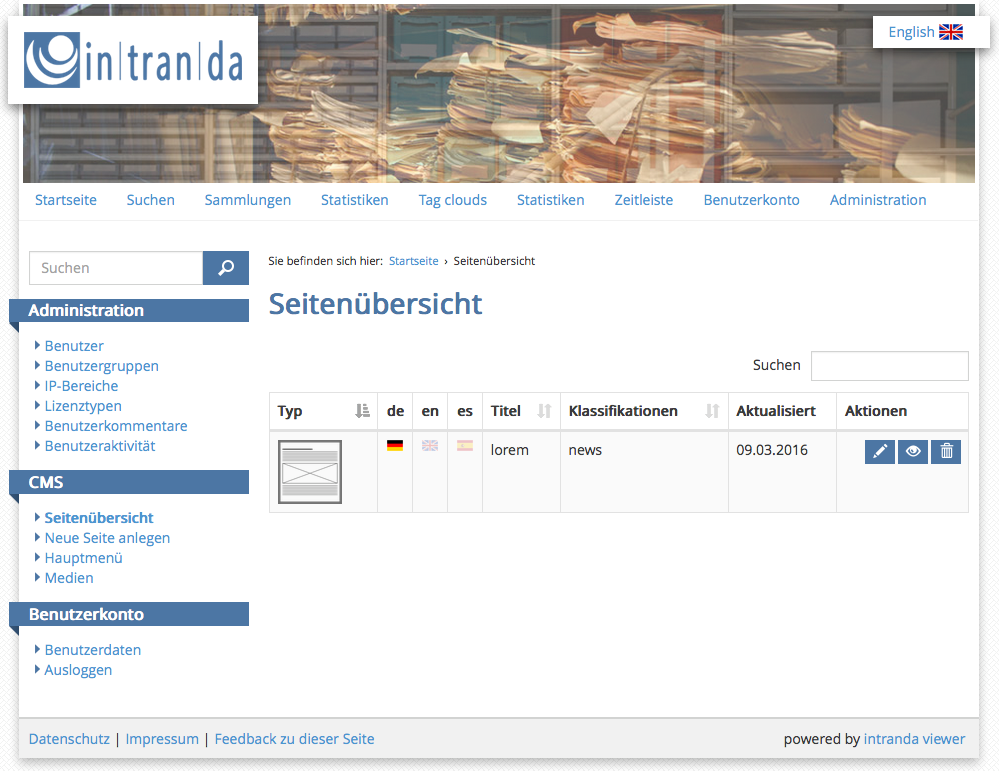 in|tran|da
English
Startseite Suchen Sammlungen Statistiken Tag clouds Statistiken Zeitleiste Benutzerkonto Administration
Suchen
Administration
Benutzer
Benutzergruppen
IP-Bereiche
Lizenztypen
Benutzerkommentare
Benutzeraktivität
CMS
Seitenübersicht
Neue Seite anlegen
Hauptmenü
Medien
Benutzerkonto
Benutzerdaten
Ausloggen
Sie befinden sich hier: Startseite › Seitenübersicht
Seitenübersicht
Suchen
Typ de en es Titel Klassifikationen Aktualisiert Aktionen
lorem news 09.03.2016
Datenschutz | Impressum | Feedback zu dieser Seite
powered by intranda viewer